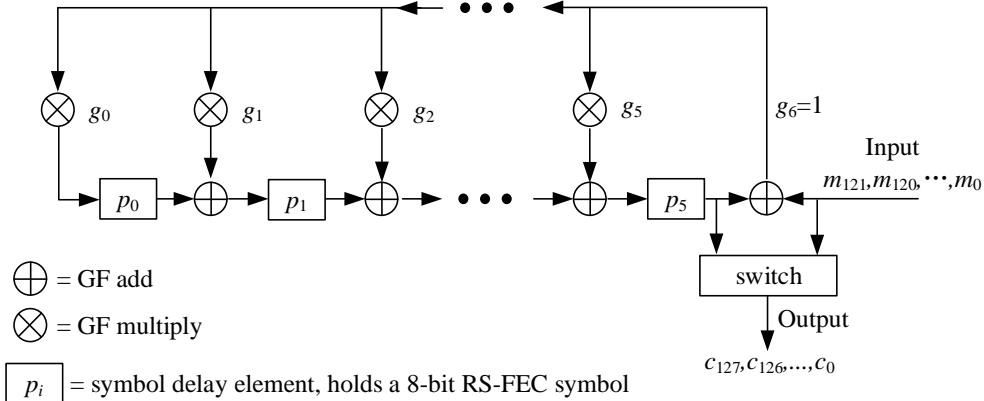 g0
g1
g2
g5
g6=1
Input
m121,m120,···,m0
p0
p1
p5
switch
= GF add
= GF multiply
Output
c127,c126,...,c0
pi = symbol delay element, holds a 8-bit RS-FEC symbol